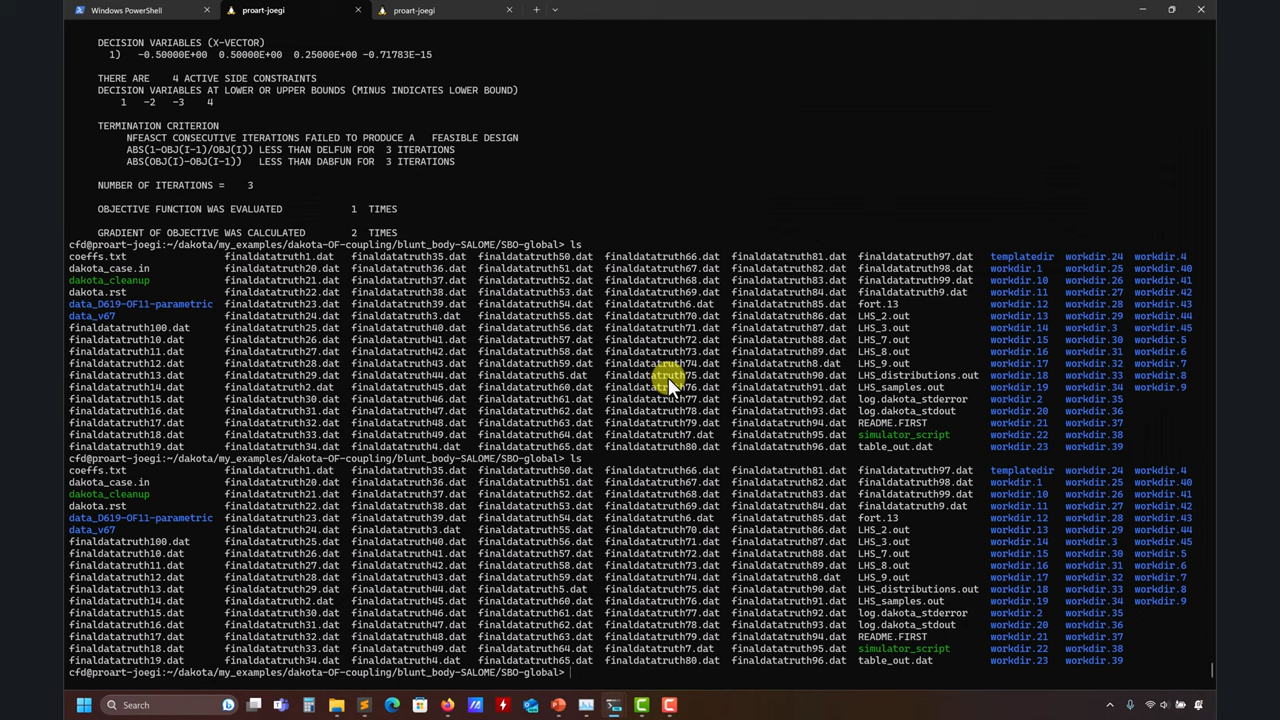 Windows PowerShell
proart-joegi
proart-joegi
DECISION VARIABLES (X-VECTOR)
1) -0.50000E+00 0.50000E+00 0.25000E+00 -0.71783E-15
THERE ARE 4 ACTIVE SIDE CONSTRAINTS
DECISION VARIABLES AT LOWER OR UPPER BOUNDS (MINUS INDICATES LOWER BOUND)
1 -2 -3 4
TERMINATION CRITERION
NFEASCT CONSECUTIVE ITERATIONS FAILED TO PRODUCE A FEASIBLE DESIGN
ABS(1-OBJ(I-1)/OBJ(I)) LESS THAN DELFUN FOR 3 ITERATIONS
ABS(OBJ(I)-OBJ(I-1)) LESS THAN DABFUN FOR 3 ITERATIONS
NUMBER OF ITERATIONS = 3
OBJECTIVE FUNCTION WAS EVALUATED 1 TIMES
GRADIENT OF OBJECTIVE WAS CALCULATED 2 TIMES
cfd@proart-joegi:~/dakota/my_examples/dakota-OF-coupling/blunt_body-SALOME/SBO-global> ls
coeffs.txt finaldatatruth1.dat finaldatatruth35.dat finaldatatruth50.dat finaldatatruth66.dat finaldatatruth81.dat finaldatatruth97.dat templatedir workdir.24 workdir.4
dakota_case.in finaldatatruth20.dat finaldatatruth36.dat finaldatatruth51.dat finaldatatruth67.dat finaldatatruth82.dat finaldatatruth98.dat workdir.1 workdir.25 workdir.40
dakota_cleanup finaldatatruth21.dat finaldatatruth37.dat finaldatatruth52.dat finaldatatruth68.dat finaldatatruth83.dat finaldatatruth99.dat workdir.10 workdir.26 workdir.41
dakota.rst finaldatatruth22.dat finaldatatruth38.dat finaldatatruth53.dat finaldatatruth69.dat finaldatatruth84.dat finaldatatruth9.dat workdir.11 workdir.27 workdir.42
data_D619-OF11-parametric finaldatatruth23.dat finaldatatruth39.dat finaldatatruth54.dat finaldatatruth6.dat finaldatatruth85.dat fort.13 workdir.12 workdir.28 workdir.43
data_v67 finaldatatruth24.dat finaldatatruth3.dat finaldatatruth55.dat finaldatatruth70.dat finaldatatruth86.dat LHS_2.out workdir.13 workdir.29 workdir.44
finaldatatruth100.dat finaldatatruth25.dat finaldatatruth40.dat finaldatatruth56.dat finaldatatruth71.dat finaldatatruth87.dat LHS_3.out workdir.14 workdir.3 workdir.45
finaldatatruth10.dat finaldatatruth26.dat finaldatatruth41.dat finaldatatruth57.dat finaldatatruth72.dat finaldatatruth88.dat LHS_7.out workdir.15 workdir.30 workdir.5
finaldatatruth11.dat finaldatatruth27.dat finaldatatruth42.dat finaldatatruth58.dat finaldatatruth73.dat finaldatatruth89.dat LHS_8.out workdir.16 workdir.31 workdir.6
finaldatatruth12.dat finaldatatruth28.dat finaldatatruth43.dat finaldatatruth59.dat finaldatatruth74.dat finaldatatruth8.dat LHS_9.out workdir.17 workdir.32 workdir.7
finaldatatruth13.dat finaldatatruth29.dat finaldatatruth44.dat finaldatatruth5.dat finaldatatruth75.dat finaldatatruth90.dat LHS_distributions.out workdir.18 workdir.33 workdir.8
finaldatatruth14.dat finaldatatruth2.dat finaldatatruth45.dat finaldatatruth60.dat finaldatatruth76.dat finaldatatruth91.dat LHS_samples.out workdir.19 workdir.34 workdir.9
finaldatatruth15.dat finaldatatruth30.dat finaldatatruth46.dat finaldatatruth61.dat finaldatatruth77.dat finaldatatruth92.dat log.dakota_stderror workdir.2 workdir.35
finaldatatruth16.dat finaldatatruth31.dat finaldatatruth47.dat finaldatatruth62.dat finaldatatruth78.dat finaldatatruth93.dat log.dakota_stdout workdir.20 workdir.36
finaldatatruth17.dat finaldatatruth32.dat finaldatatruth48.dat finaldatatruth63.dat finaldatatruth79.dat finaldatatruth94.dat README.FIRST workdir.21 workdir.37
finaldatatruth18.dat finaldatatruth33.dat finaldatatruth49.dat finaldatatruth64.dat finaldatatruth7.dat finaldatatruth95.dat simulator_script workdir.22 workdir.38
finaldatatruth19.dat finaldatatruth34.dat finaldatatruth4.dat finaldatatruth65.dat finaldatatruth80.dat finaldatatruth96.dat table_out.dat workdir.23 workdir.39
cfd@proart-joegi:~/dakota/my_examples/dakota-OF-coupling/blunt_body-SALOME/SBO-global> ls
coeffs.txt finaldatatruth1.dat finaldatatruth35.dat finaldatatruth50.dat finaldatatruth66.dat finaldatatruth81.dat finaldatatruth97.dat templatedir workdir.24 workdir.4
dakota_case.in finaldatatruth20.dat finaldatatruth36.dat finaldatatruth51.dat finaldatatruth67.dat finaldatatruth82.dat finaldatatruth98.dat workdir.1 workdir.25 workdir.40
dakota_cleanup finaldatatruth21.dat finaldatatruth37.dat finaldatatruth52.dat finaldatatruth68.dat finaldatatruth83.dat finaldatatruth99.dat workdir.10 workdir.26 workdir.41
dakota.rst finaldatatruth22.dat finaldatatruth38.dat finaldatatruth53.dat finaldatatruth69.dat finaldatatruth84.dat finaldatatruth9.dat workdir.11 workdir.27 workdir.42
data_D619-OF11-parametric finaldatatruth23.dat finaldatatruth39.dat finaldatatruth54.dat finaldatatruth6.dat finaldatatruth85.dat fort.13 workdir.12 workdir.28 workdir.43
data_v67 finaldatatruth24.dat finaldatatruth3.dat finaldatatruth55.dat finaldatatruth70.dat finaldatatruth86.dat LHS_2.out workdir.13 workdir.29 workdir.44
finaldatatruth100.dat finaldatatruth25.dat finaldatatruth40.dat finaldatatruth56.dat finaldatatruth71.dat finaldatatruth87.dat LHS_3.out workdir.14 workdir.3 workdir.45
finaldatatruth10.dat finaldatatruth26.dat finaldatatruth41.dat finaldatatruth57.dat finaldatatruth72.dat finaldatatruth88.dat LHS_7.out workdir.15 workdir.30 workdir.5
finaldatatruth11.dat finaldatatruth27.dat finaldatatruth42.dat finaldatatruth58.dat finaldatatruth73.dat finaldatatruth89.dat LHS_8.out workdir.16 workdir.31 workdir.6
finaldatatruth12.dat finaldatatruth28.dat finaldatatruth43.dat finaldatatruth59.dat finaldatatruth74.dat finaldatatruth8.dat LHS_9.out workdir.17 workdir.32 workdir.7
finaldatatruth13.dat finaldatatruth29.dat finaldatatruth44.dat finaldatatruth5.dat finaldatatruth75.dat finaldatatruth90.dat LHS_distributions.out workdir.18 workdir.33 workdir.8
finaldatatruth14.dat finaldatatruth2.dat finaldatatruth45.dat finaldatatruth60.dat finaldatatruth76.dat finaldatatruth91.dat LHS_samples.out workdir.19 workdir.34 workdir.9
finaldatatruth15.dat finaldatatruth30.dat finaldatatruth46.dat finaldatatruth61.dat finaldatatruth77.dat finaldatatruth92.dat log.dakota_stderror workdir.2 workdir.35
finaldatatruth16.dat finaldatatruth31.dat finaldatatruth47.dat finaldatatruth62.dat finaldatatruth78.dat finaldatatruth93.dat log.dakota_stdout workdir.20 workdir.36
finaldatatruth17.dat finaldatatruth32.dat finaldatatruth48.dat finaldatatruth63.dat finaldatatruth79.dat finaldatatruth94.dat README.FIRST workdir.21 workdir.37
finaldatatruth18.dat finaldatatruth33.dat finaldatatruth49.dat finaldatatruth64.dat finaldatatruth7.dat finaldatatruth95.dat simulator_script workdir.22 workdir.38
finaldatatruth19.dat finaldatatruth34.dat finaldatatruth4.dat finaldatatruth65.dat finaldatatruth80.dat finaldatatruth96.dat table_out.dat workdir.23 workdir.39
cfd@proart-joegi:~/dakota/my_examples/dakota-OF-coupling/blunt_body-SALOME/SBO-global>
Search